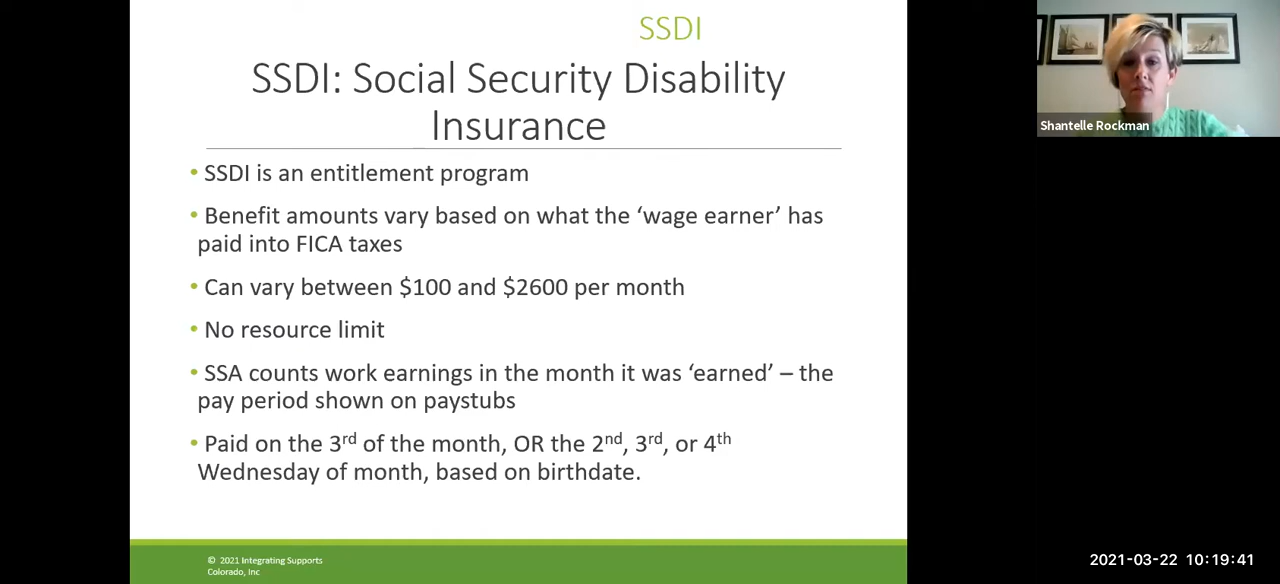 SSDI
SSDI: Social Security Disability
Insurance
• SSDI is an entitlement program
• Benefit amounts vary based on what the ‘wage earner’ has
paid into FICA taxes
• Can vary between $100 and $2600 per month
• No resource limit
• SSA counts work earnings in the month it was ‘earned’ – the
pay period shown on paystubs
• Paid on the 3rd of the month, OR the 2nd, 3rd, or 4th
Wednesday of month, based on birthdate.
© 2021 Integrating Supports
Colorado, Inc
Shantelle Rockman
2021-03-22 10:19:41